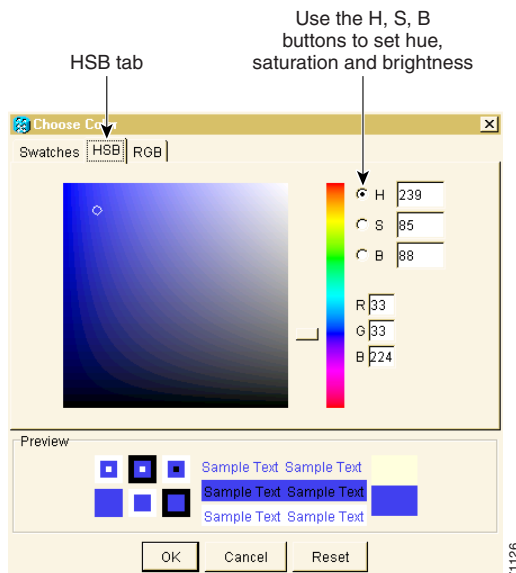 Use the H, S, B
buttons to set hue,
HSB tab
saturation and brightness
Choose Color
Swatches HSB RGB
H 239
S 85
B 88
R 33
G 33
B 224
Preview
Sample Text Sample Text
Sample Text Sample Text
Sample Text Sample Text
OK Cancel Reset